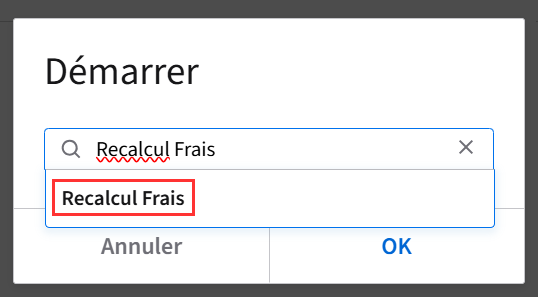 Démarrer
Recalcul Frais
Recalcul Frais
Annuler
OK